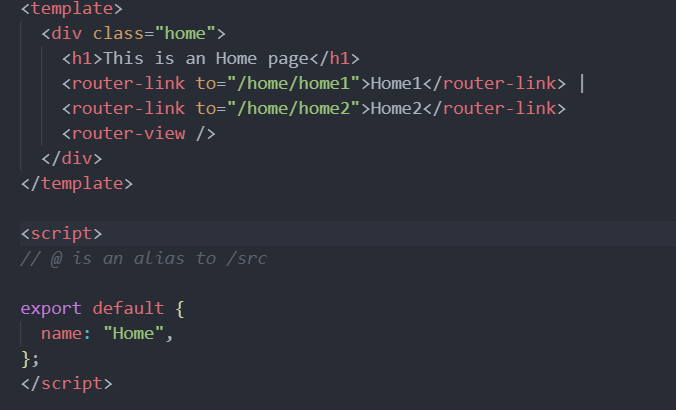 <template>
  <div class="home">
    <h1>This is an Home page</h1>
    <router-link to="/home/home1">Home1</router-link> |
    <router-link to="/home/home2">Home2</router-link>
    <router-view />
  </div>
</template>

<script>
// @ is an alias to /src

export default {
  name: "Home",
};
</script>